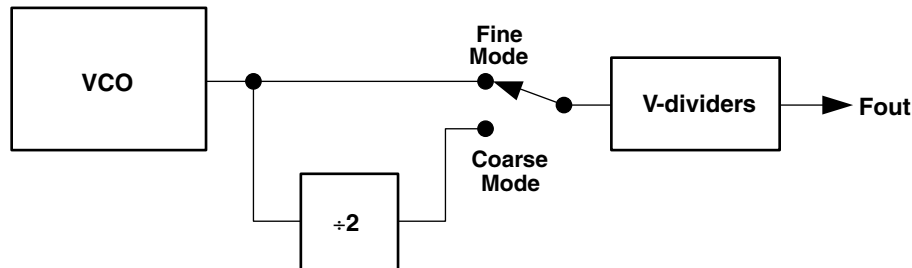 Fine
Mode
VCO
V-dividers
Fout
Coarse
Mode
÷2